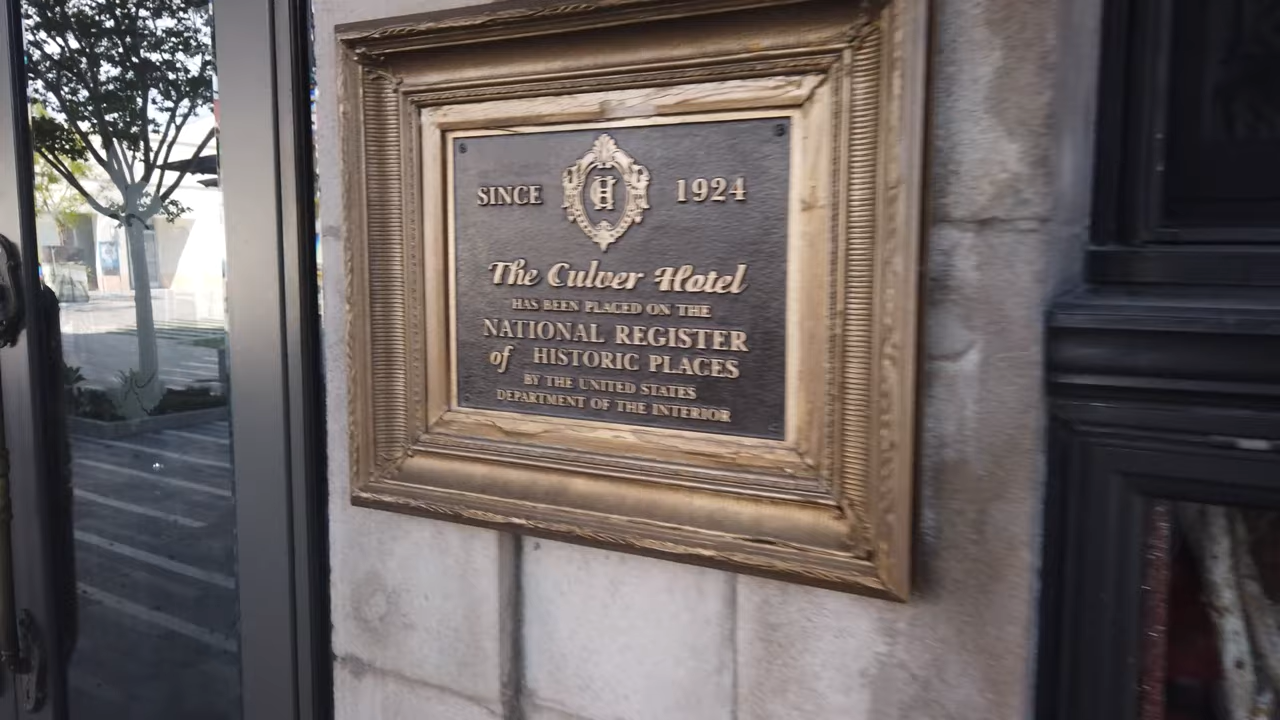 SINCE CH 1924
The Culver Hotel
HAS BEEN PLACED ON THE
NATIONAL REGISTER
of HISTORIC PLACES
BY THE UNITED STATES
DEPARTMENT OF THE INTERIOR